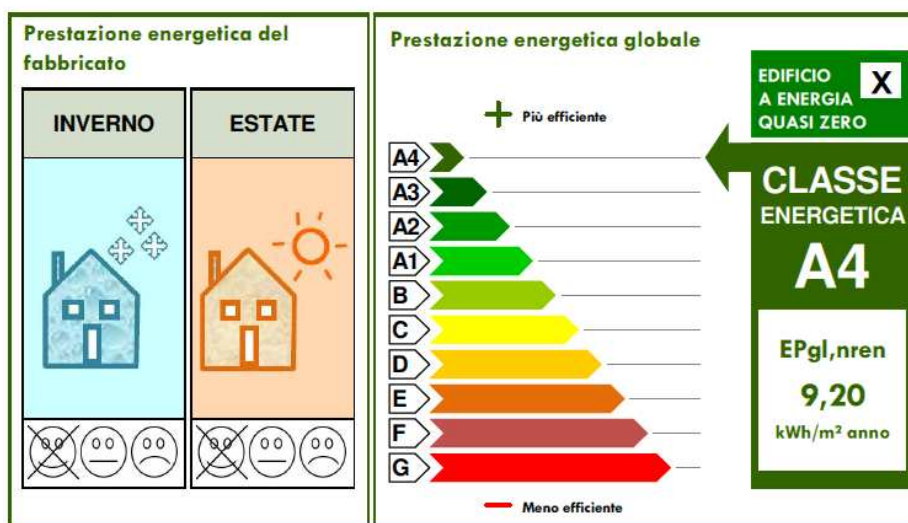 Prestazione energetica del
fabbricato
INVERNO
ESTATE
Prestazione energetica globale
Più efficiente
A4
A3
A2
A1
B
C
D
E
F
G
Meno efficiente
EDIFICIO
A ENERGIA
QUASI ZERO
X
CLASSE
ENERGETICA
A4
EPgl,nren
9,20
kWh/m² anno